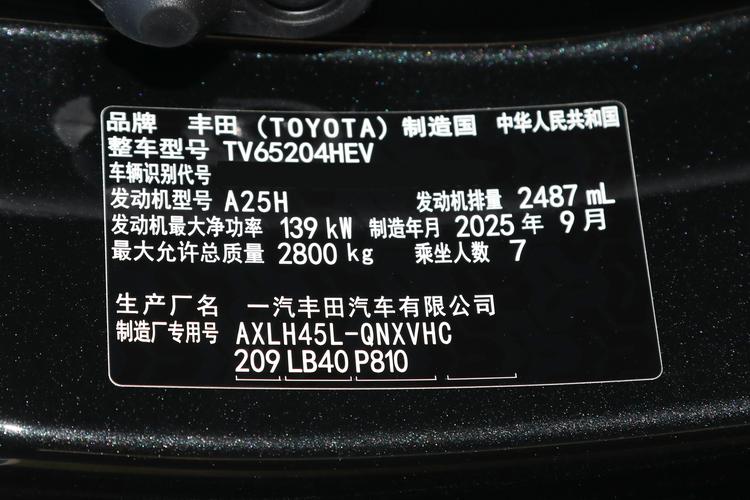 品牌 丰田（TOYOTA）制造国 中华人民共和国
整车型号 TV65204HEV
车辆识别代号
发动机型号 A25H 发动机排量 2487 mL
发动机最大净功率 139 kW 制造年月 2025 年 9 月
最大允许总质量 2800 kg 乘坐人数 7
生产厂名 一汽丰田汽车有限公司
制造厂专用号 AXLH45L-QNXVHC
209 LB40 P810